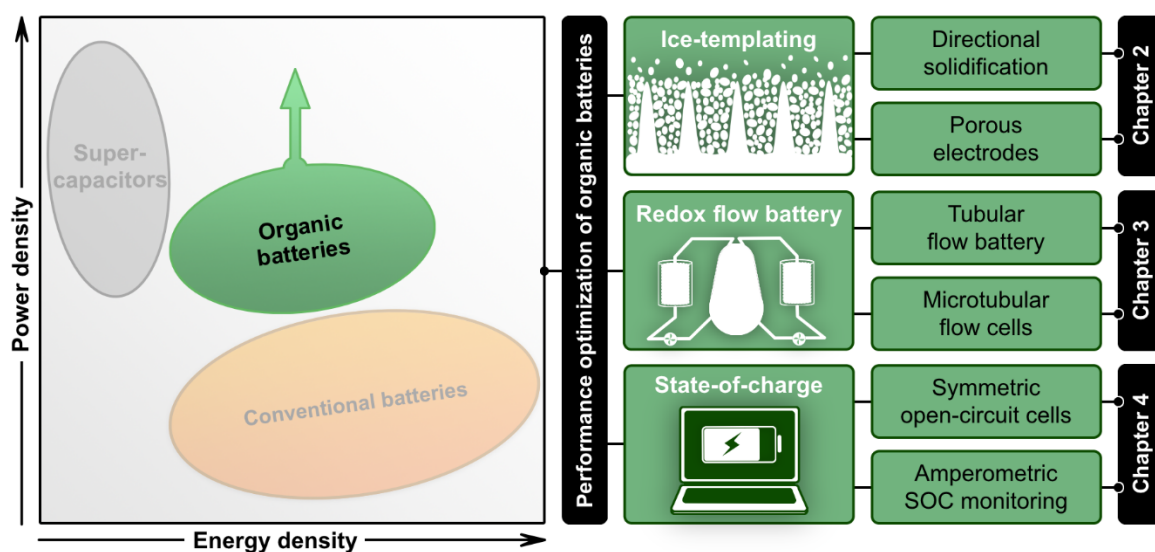 Power density
Super-
capacitors
Organic
batteries
Conventional batteries
Energy density
Performance optimization of organic batteries
Ice-templating
Directional
solidification
Porous
electrodes
Chapter 2
Redox flow battery
Tubular
flow battery
Microtubular
flow cells
Chapter 3
State-of-charge
Symmetric
open-circuit cells
Amperometric
SOC monitoring
Chapter 4